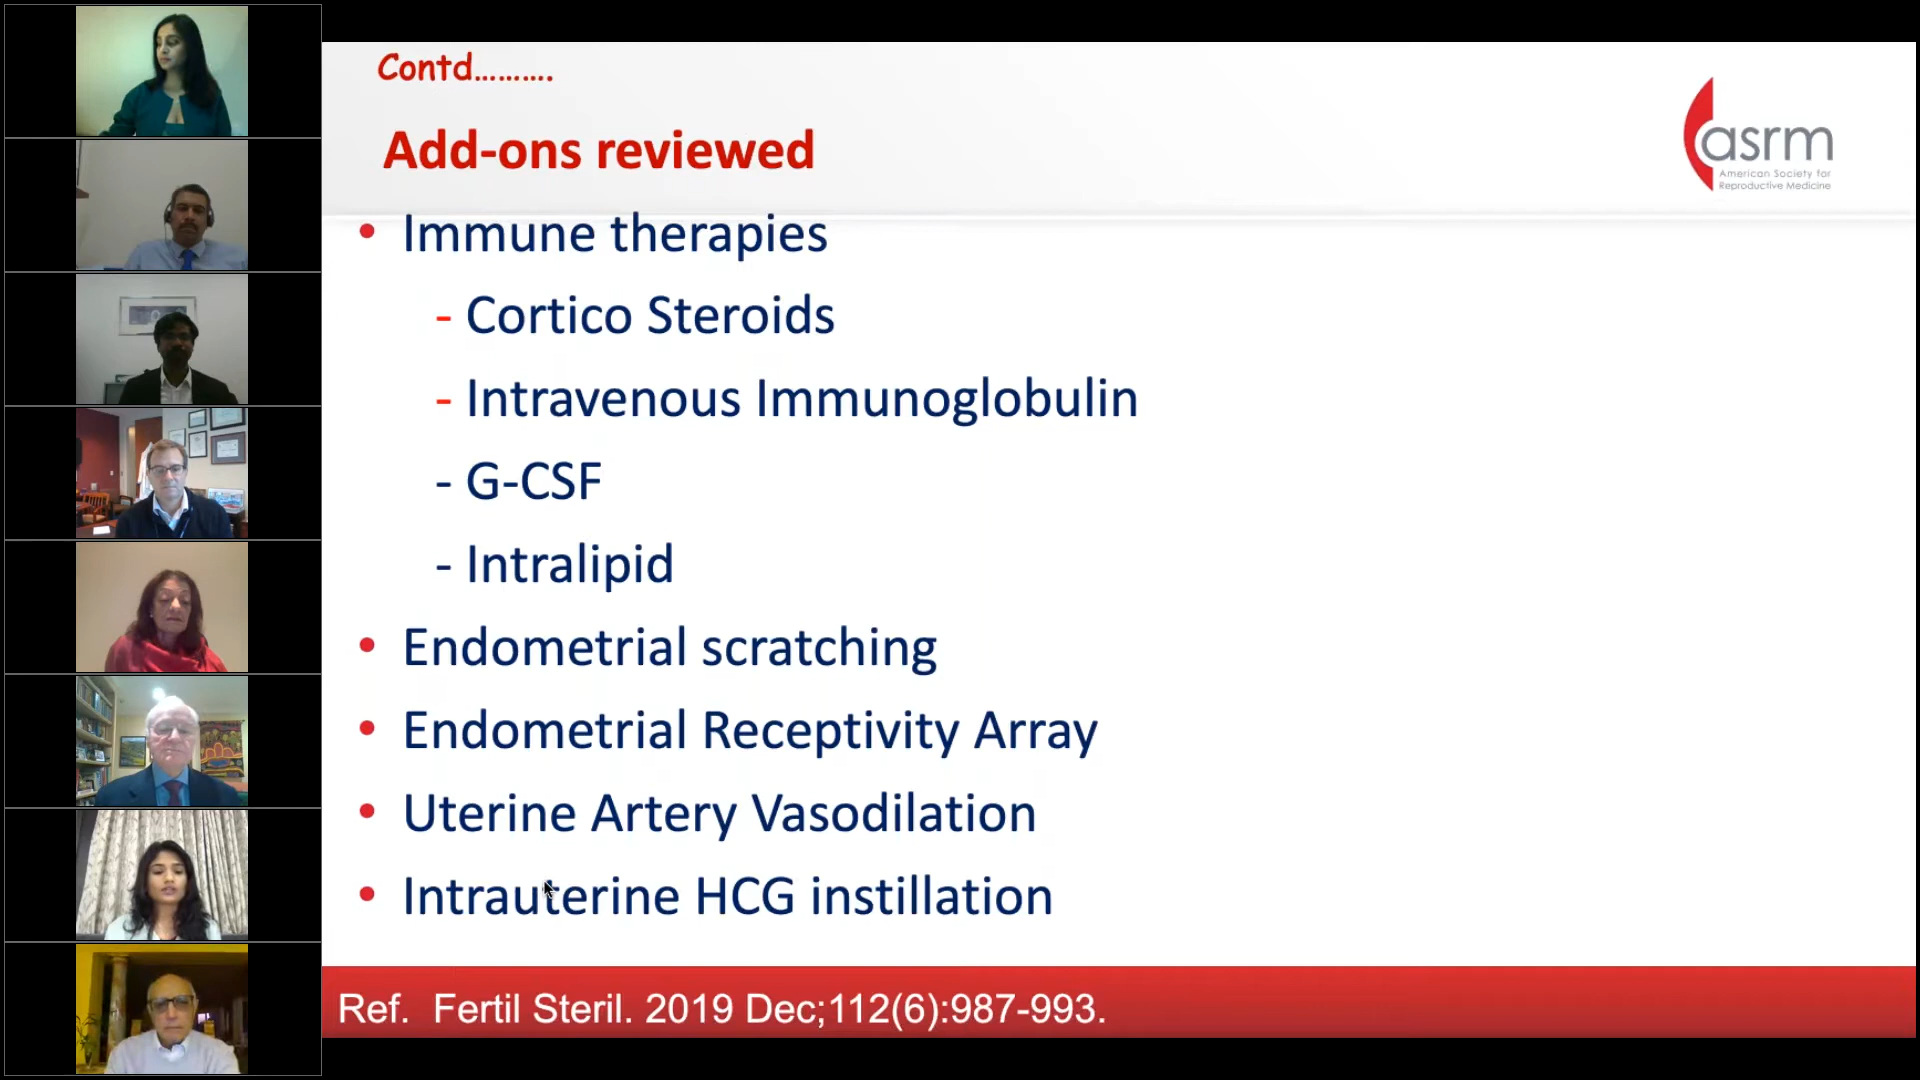 Contd..........
Add-ons reviewed
asrm
American Society for
Reproductive Medicine
• Immune therapies
- Cortico Steroids
- Intravenous Immunoglobulin
- G-CSF
- Intralipid
• Endometrial scratching
• Endometrial Receptivity Array
• Uterine Artery Vasodilation
• Intrauterine HCG instillation
Ref. Fertil Steril. 2019 Dec;112(6):987-993.